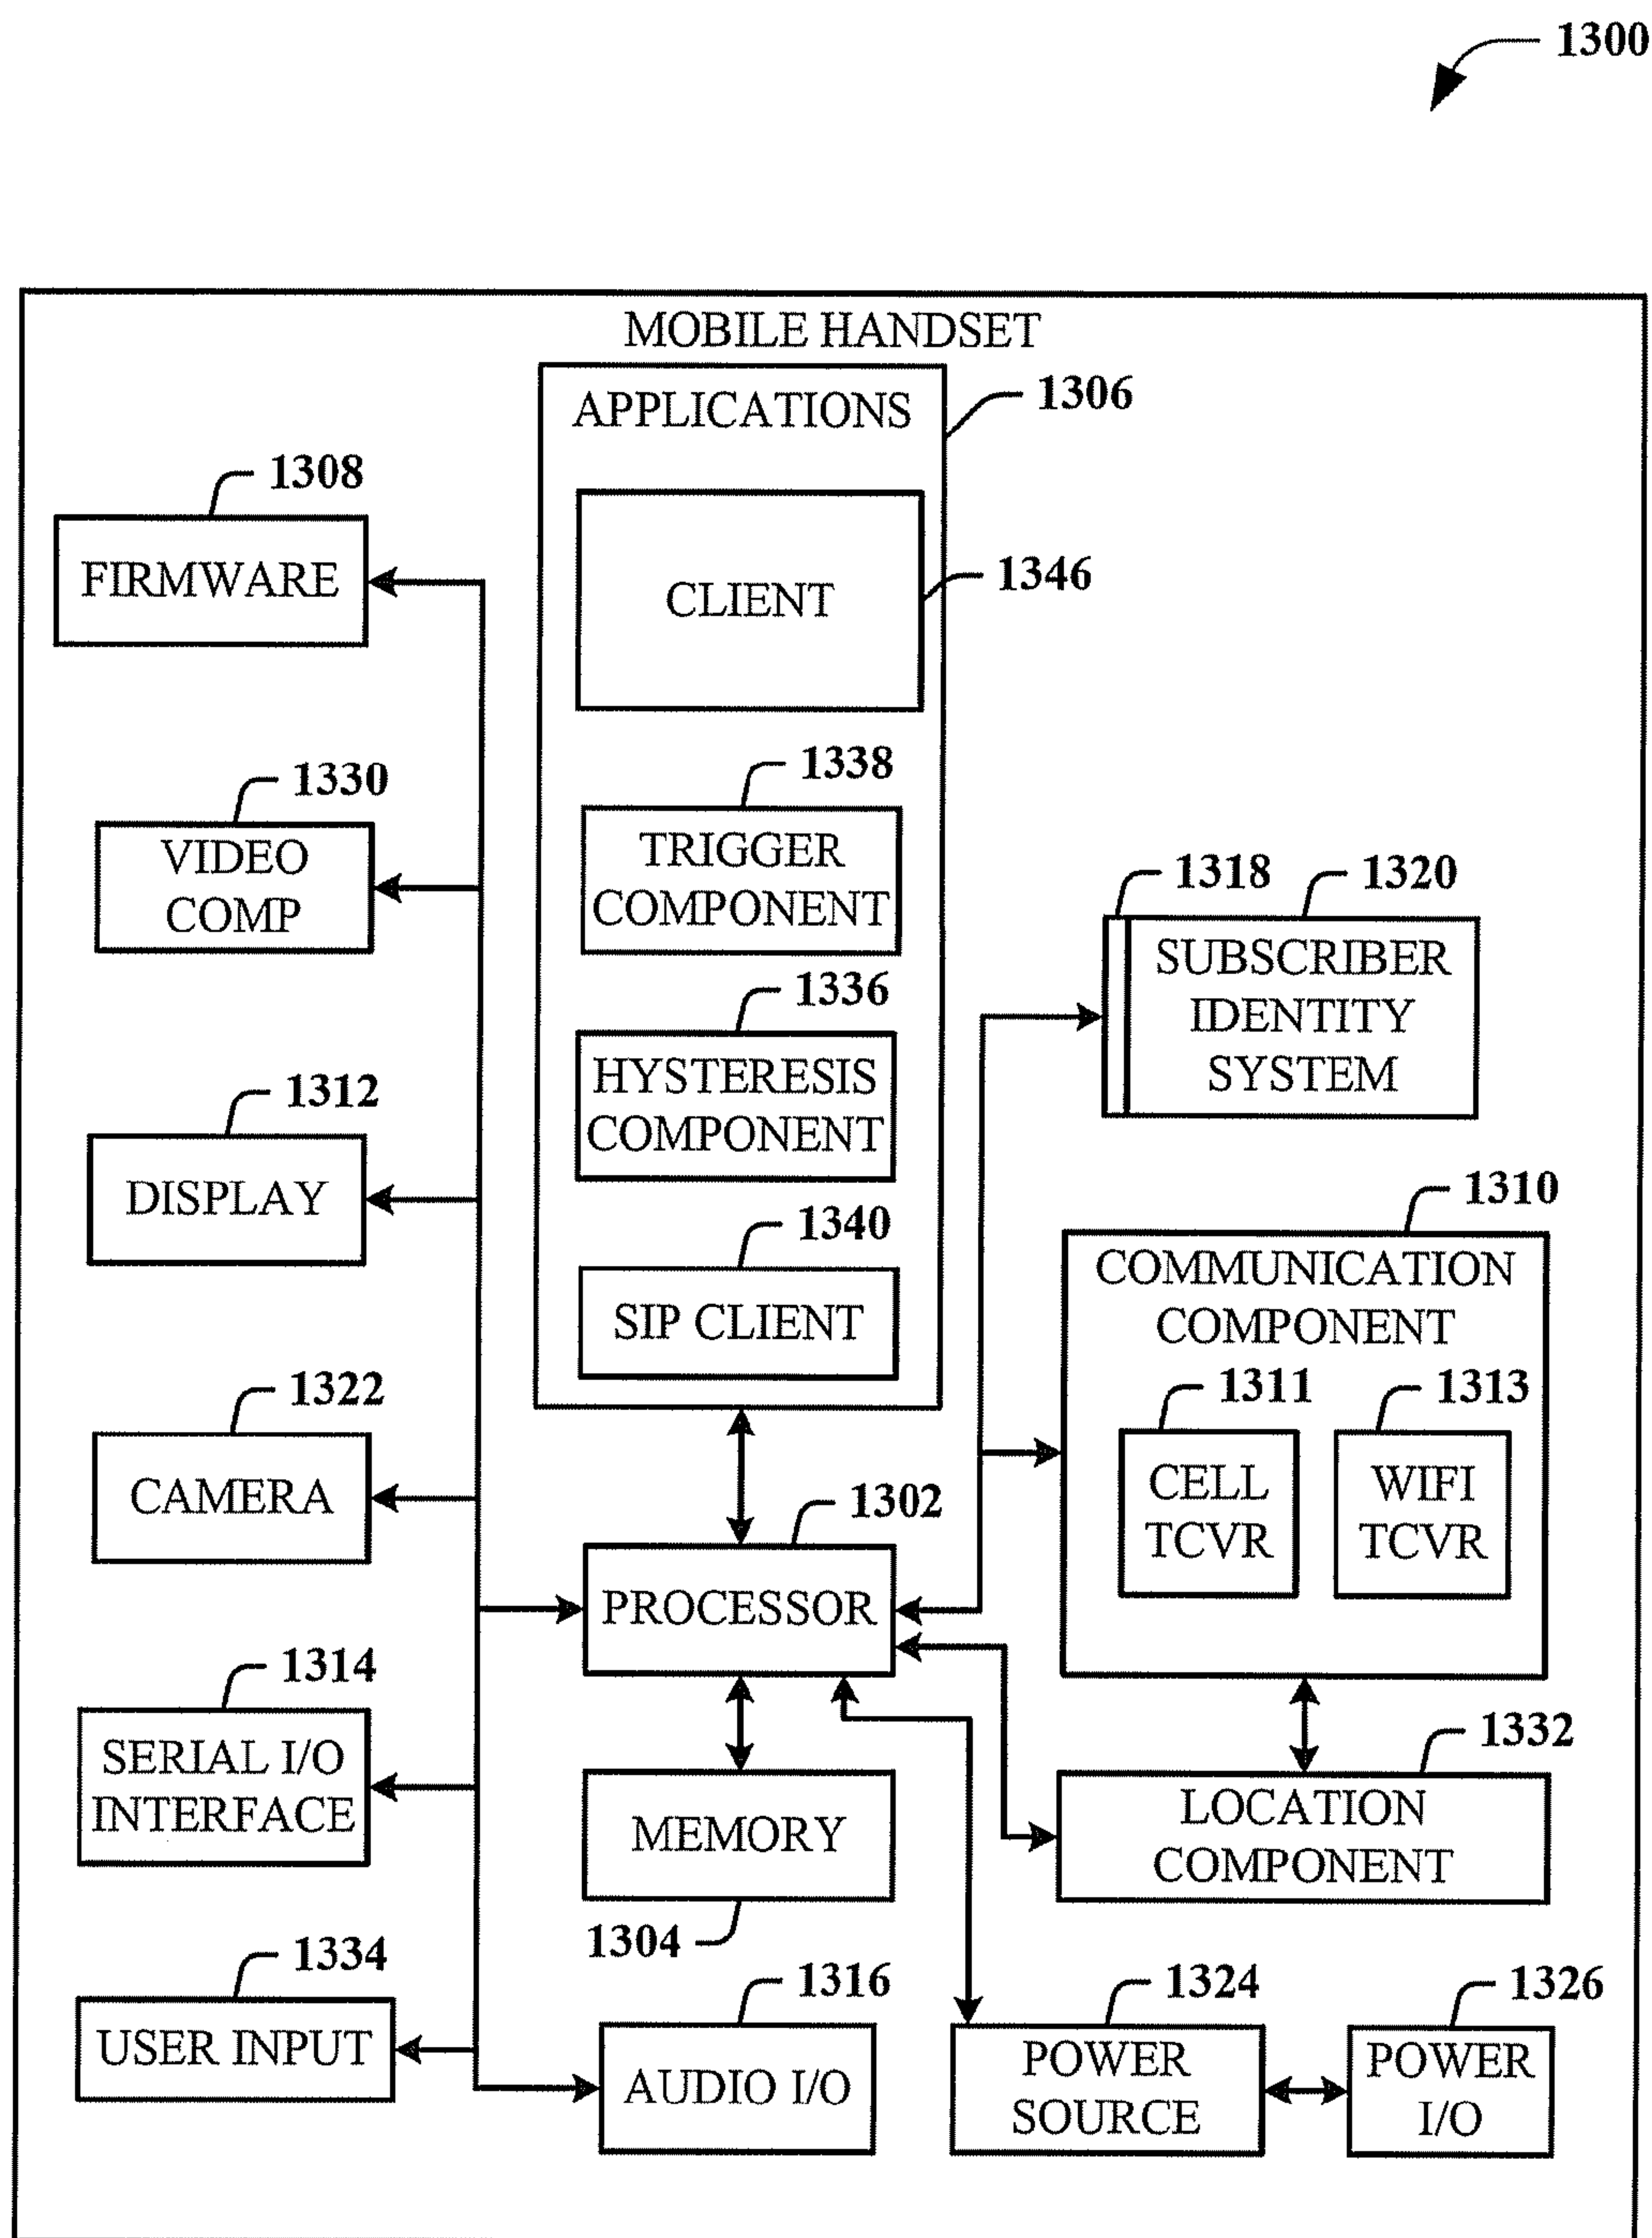 1300
MOBILE HANDSET
APPLICATIONS
1306
1308
FIRMWARE
CLIENT
1346
1330
VIDEO
COMP
1338
TRIGGER
COMPONENT
1318
1320
SUBSCRIBER
IDENTITY
SYSTEM
1336
HYSTERESIS
COMPONENT
1312
DISPLAY
1340
SIP CLIENT
1310
COMMUNICATION
COMPONENT
1311
1313
CELL
TCVR
WIFI
TCVR
1322
CAMERA
1302
PROCESSOR
1314
SERIAL I/O
INTERFACE
MEMORY
1304
1332
LOCATION
COMPONENT
1334
USER INPUT
1316
AUDIO I/O
1324
POWER
SOURCE
1326
POWER
I/O